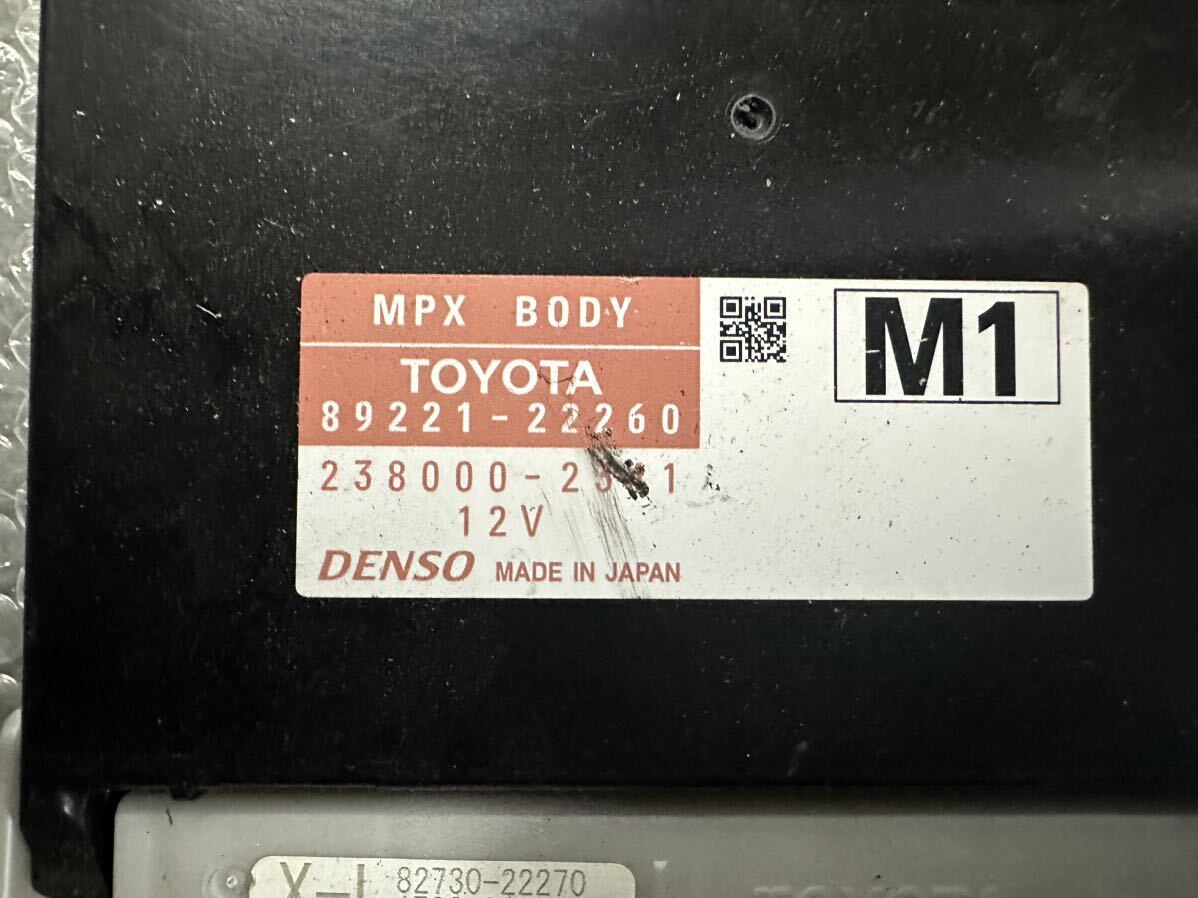 MPX BODY
M1
TOYOTA
89221-22260
12V
DENSO MADE IN JAPAN
82730-22270